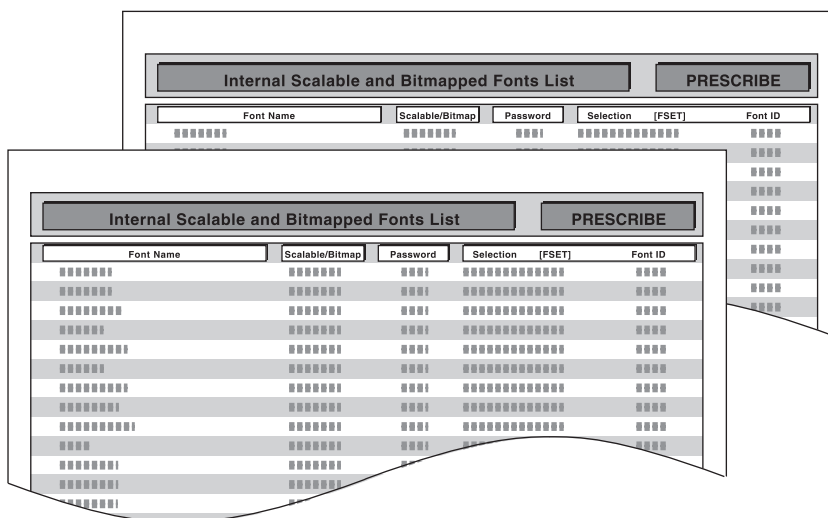 Internal Scalable and Bitmapped Fonts List PRESCRIBE
Font Name Scalable/Bitmap Password Selection [FSET] Font ID
Internal Scalable and Bitmapped Fonts List PRESCRIBE
Font Name Scalable/Bitmap Password Selection [FSET] Font ID